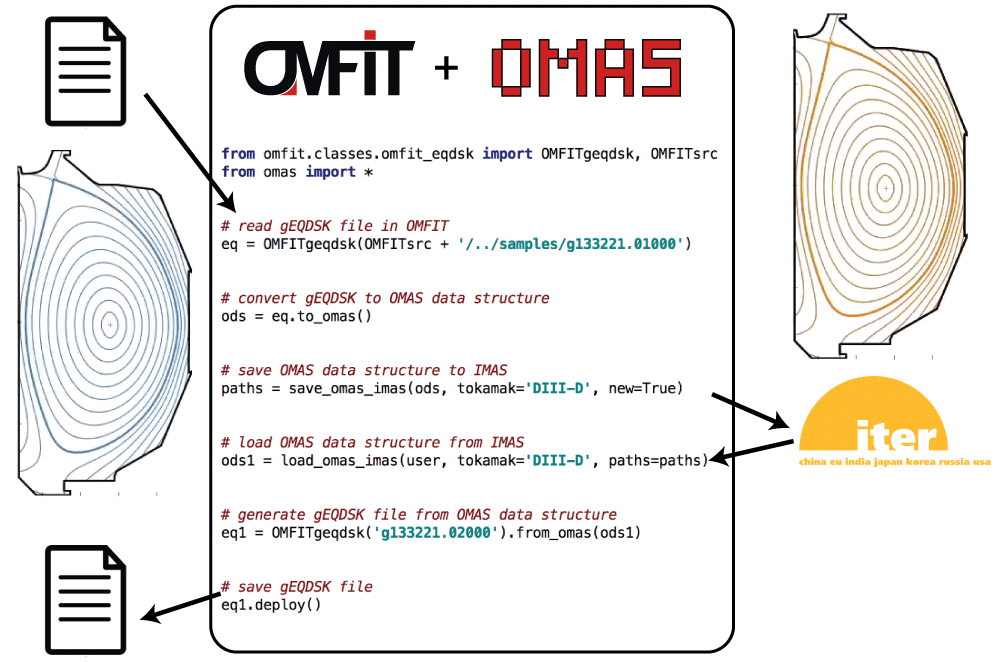 OMFIT + OMAS
from omfit.classes.omfit_eqdsk import OMFITgeqdsk, OMFITsrc
from omas import *
# read gEQDSK file in OMFIT
eq = OMFITgeqdsk(OMFITsrc + '/../samples/g133221.01000')
# convert gEQDSK to OMAS data structure
ods = eq.to_omas()
# save OMAS data structure to IMAS
paths = save_omas_imas(ods, tokamak='DIII-D', new=True)
# load OMAS data structure from IMAS
ods1 = load_omas_imas(user, tokamak='DIII-D', paths=paths)
# generate gEQDSK file from OMAS data structure
eq1 = OMFITgeqdsk('g133221.02000').from_omas(ods1)
# save gEQDSK file
eq1.deploy()
iter
china eu india japan korea russia usa